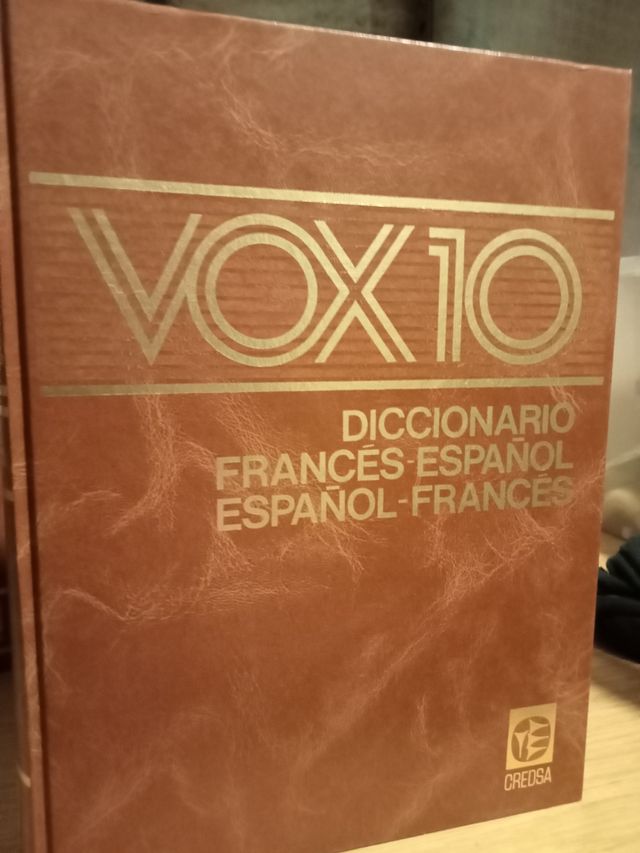 VOX10
DICCIONARIO
FRANCÉS-ESPAÑOL
ESPAÑOL-FRANCÉS
CREDSA